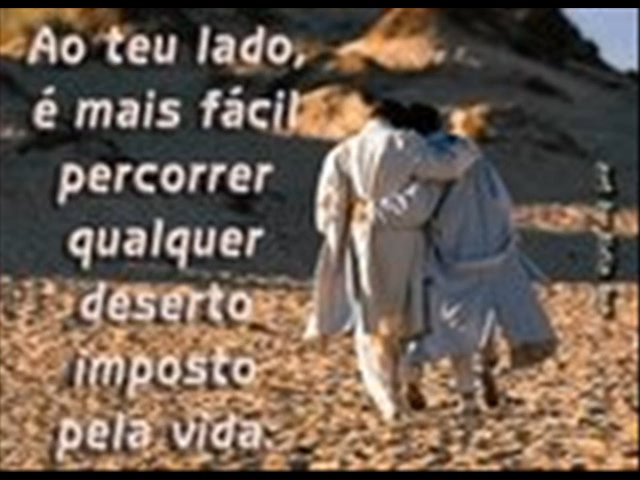 Ao teu lado,
é mais fácil
percorrer
qualquer
deserto
imposto
pela vida.